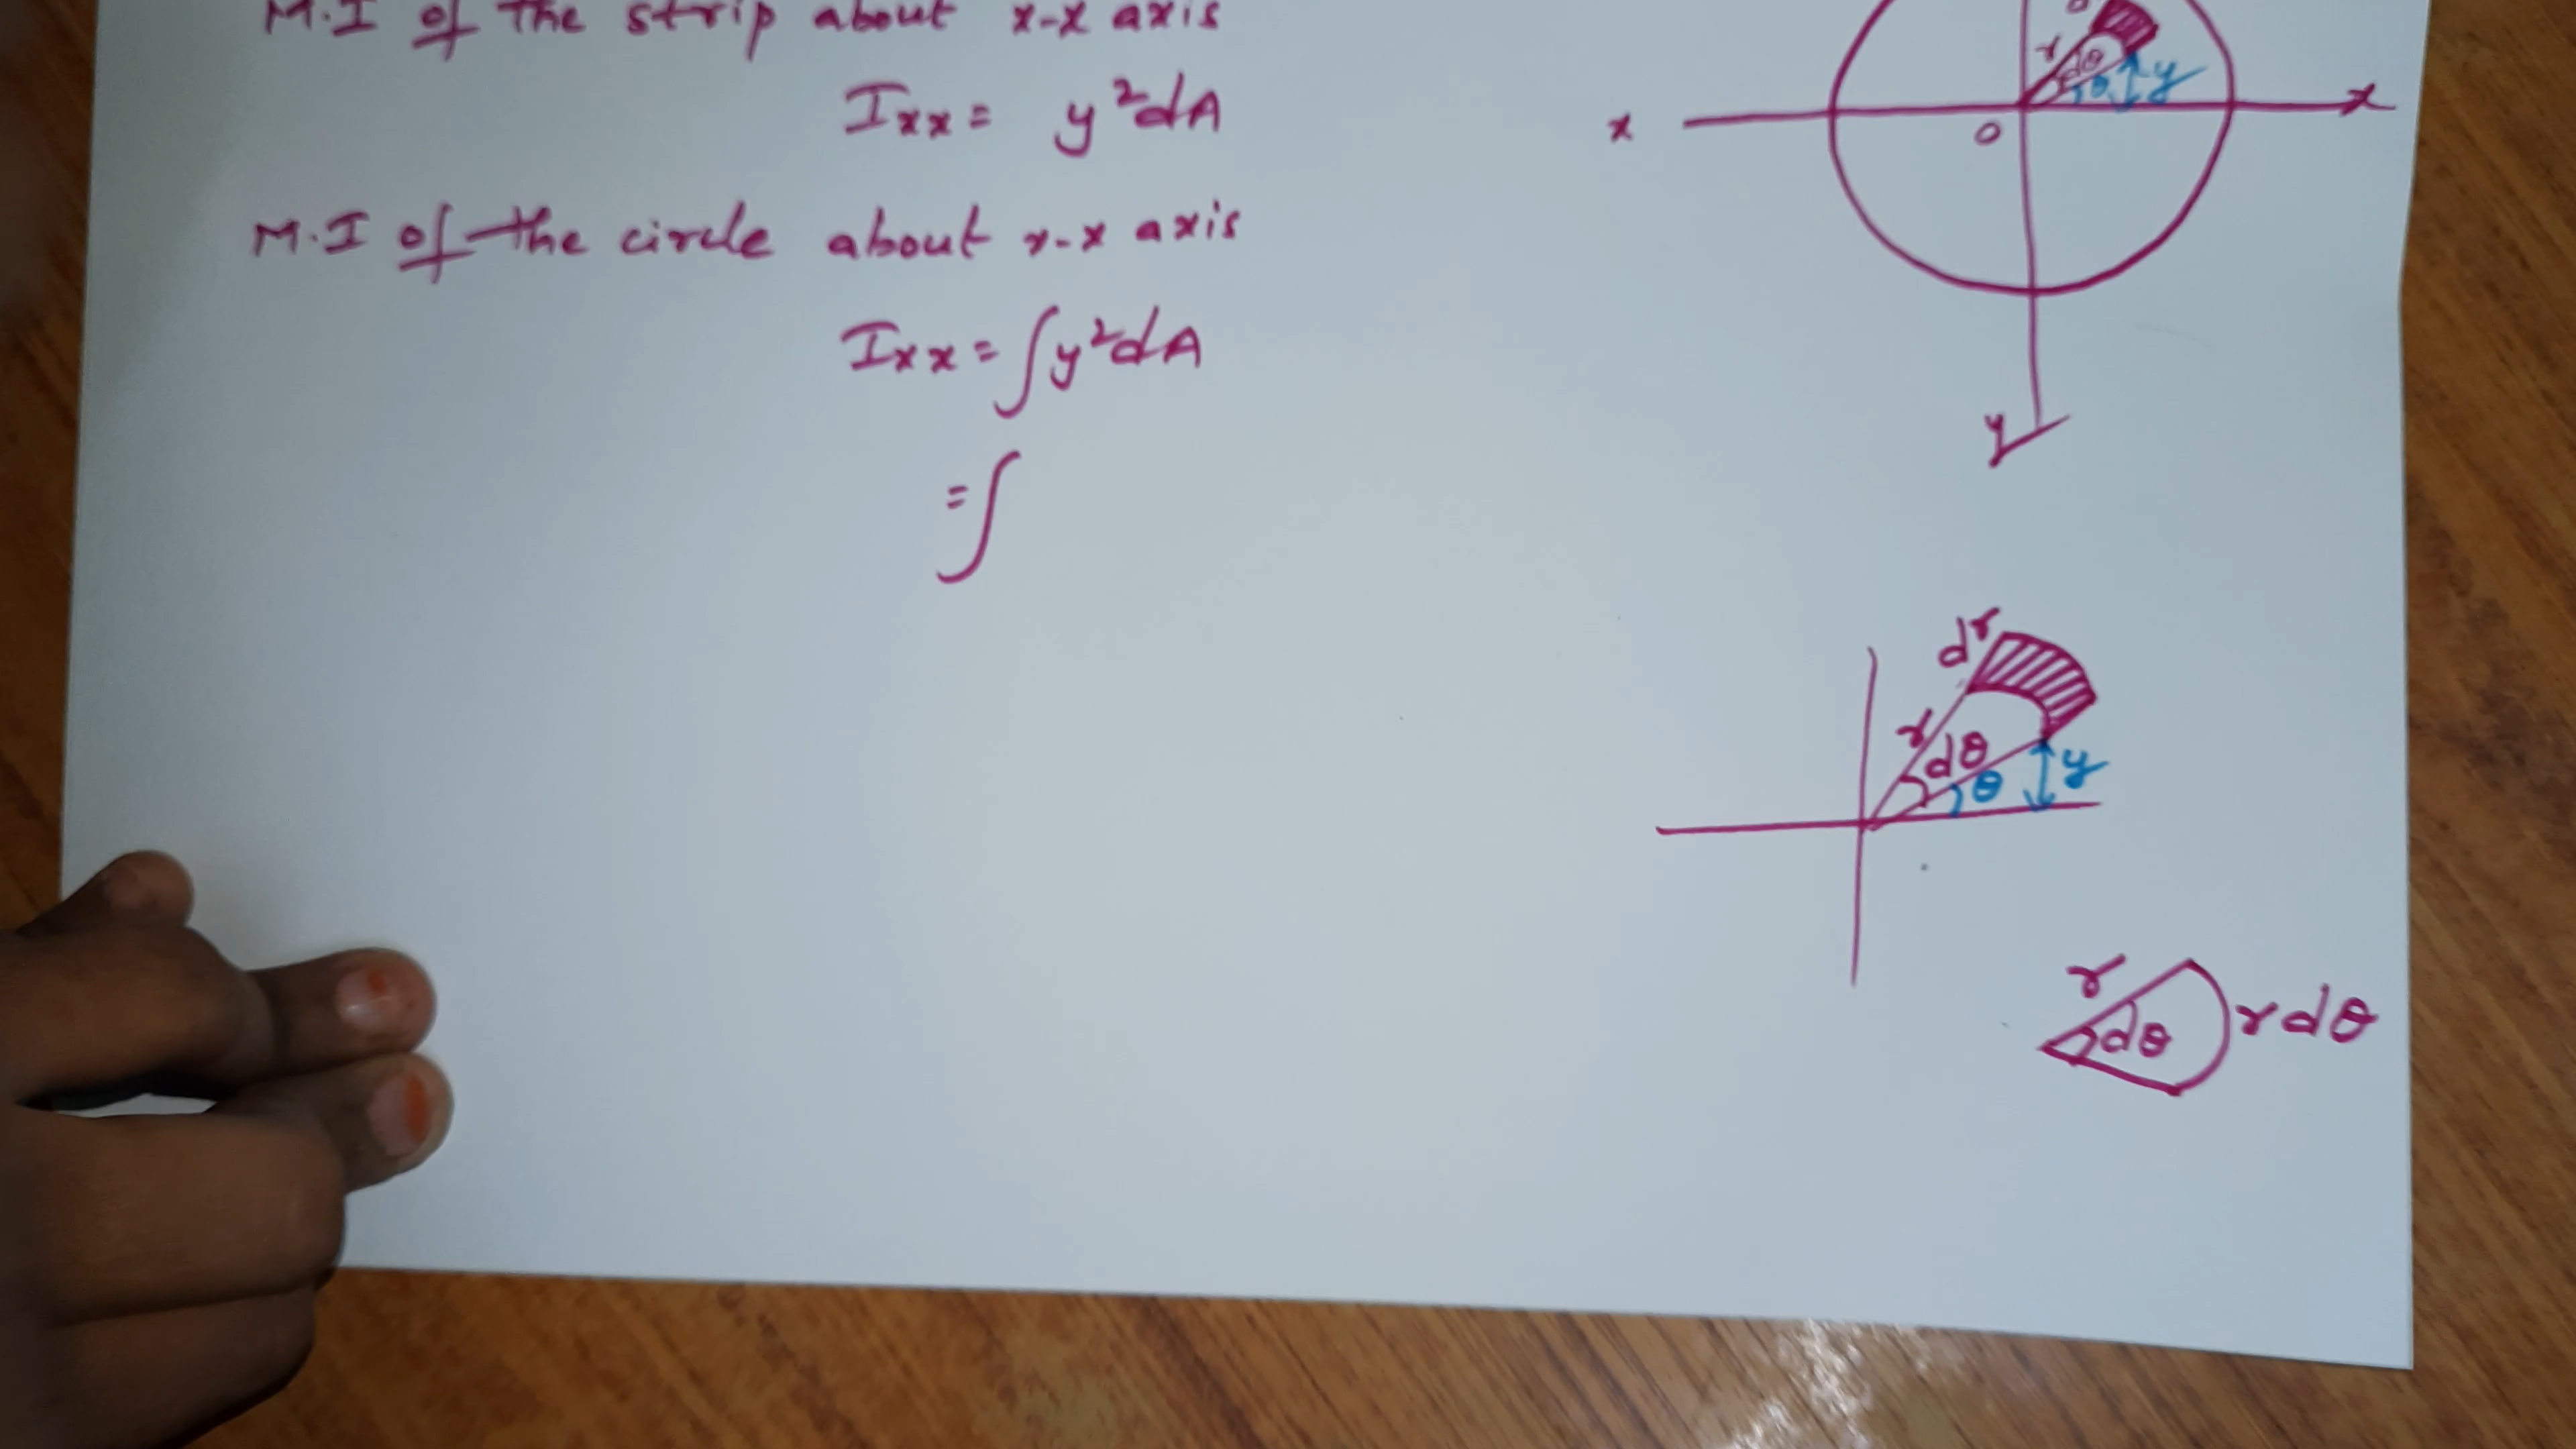 M.I of the strip about x-x axis
Ixx = y²dA
M.I of the circle about x-x axis
Ixx = ∫y²dA
= ∫
r
dθ
θ
y
x
x
O
y
dr
r
dθ
θ
y
r
dθ
rdθ